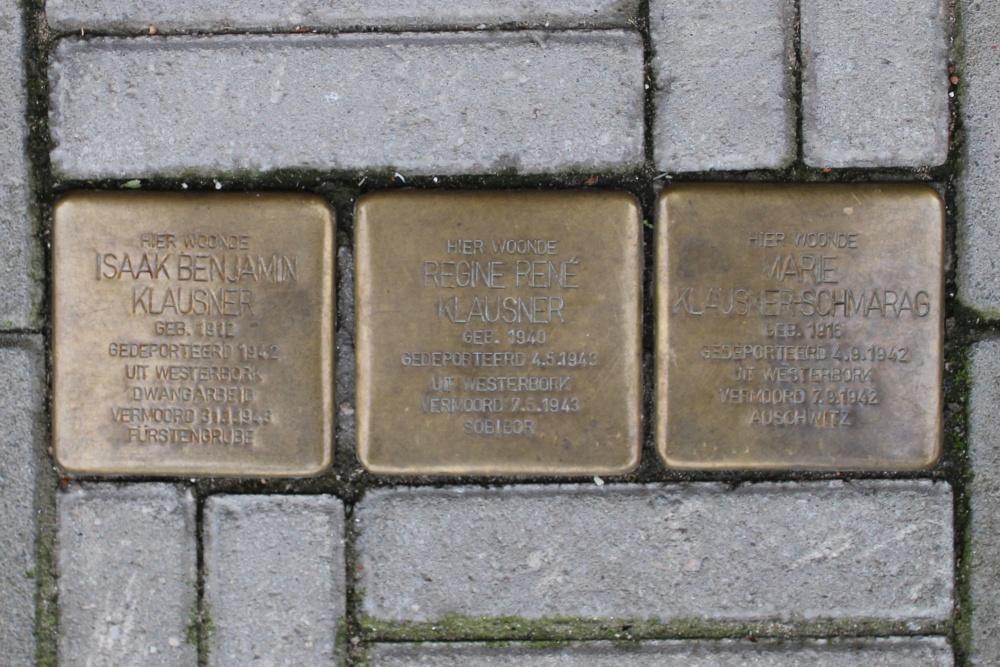 HIER WOONDE
ISAAK BENJAMIN
KLAUSNER
GEB. 1912
GEDEPORTEERD 1942
UIT WESTERBORK
DWANGARBEID
VERMOORD 31.1.1943
FÜRSTENGRUBE
HIER WOONDE
REGINE RENÉ
KLAUSNER
GEB. 1940
GEDEPORTEERD 4.5.1943
UIT WESTERBORK
VERMOORD 7.5.1943
SOBIBOR
HIER WOONDE
MARIE
KLAUSNER-SCHMARAG
GEB. 1916
GEDEPORTEERD 4.9.1942
UIT WESTERBORK
VERMOORD 7.9.1942
AUSCHWITZ